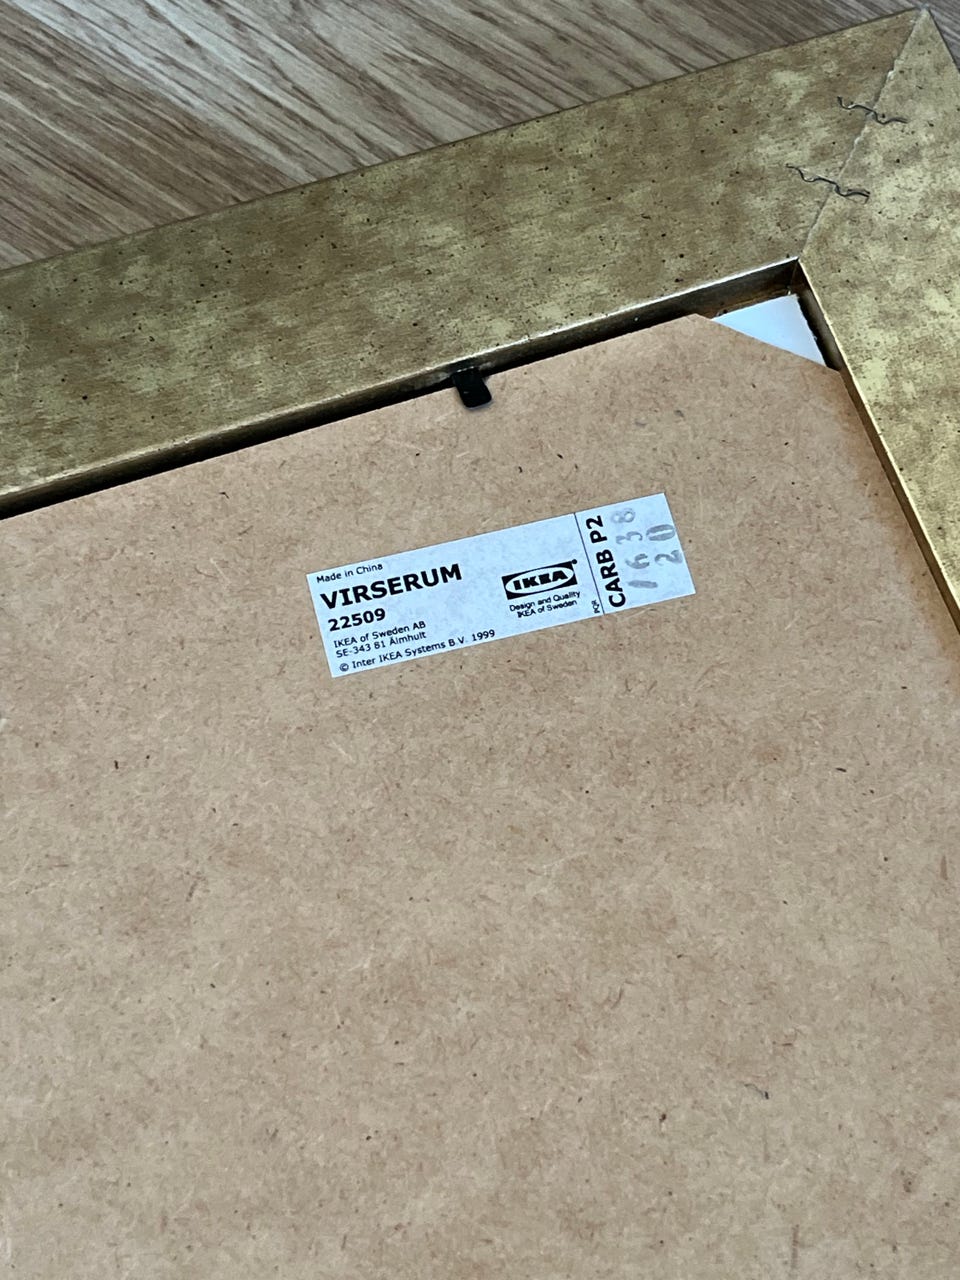 Made in China
VIRSERUM
22509
IKEA of Sweden AB
SE-343 81 Älmhult
© Inter IKEA Systems B.V. 1999
IKEA®
Design and Quality
IKEA of Sweden
CARB P2
1638
20